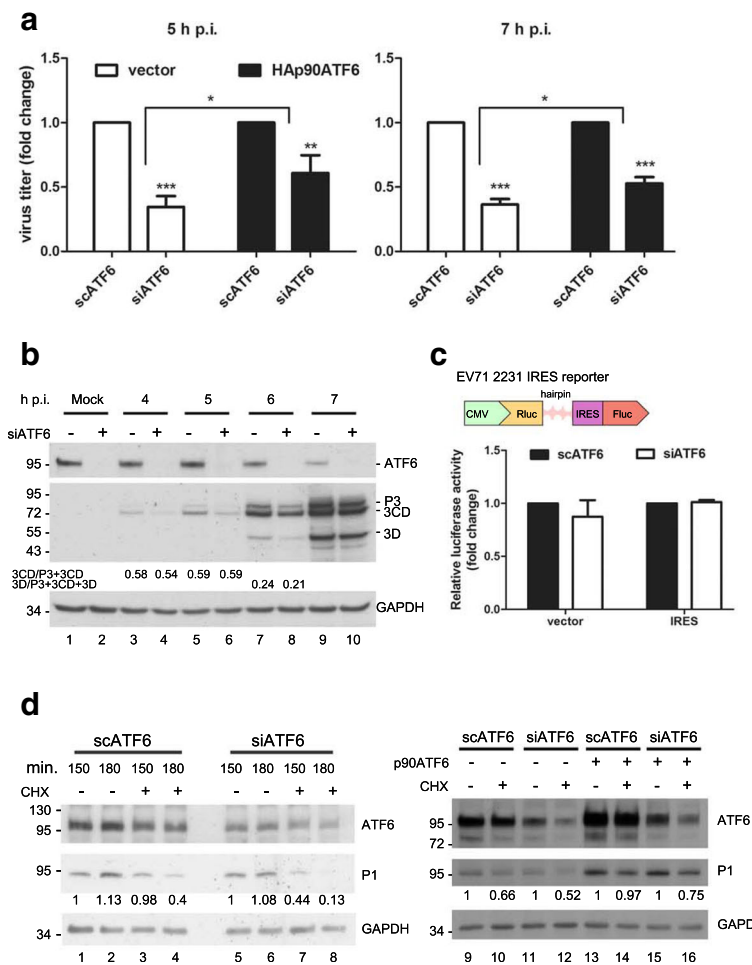 a
5 h p.i.
7 h p.i.
virus titer (fold change)
1.5
1.0
0.5
0.0
vector
HAp90ATF6
*
***
**
scATF6
siATF6
scATF6
siATF6
1.5
1.0
0.5
0.0
*
***
***
scATF6
siATF6
scATF6
siATF6
b
h p.i. Mock 4 5 6 7
siATF6 - + - + - + - + - +
95 - - ATF6
95 - - P3
72 - - 3CD
55 - - 3D
43 -
3CD/P3+3CD 0.58 0.54 0.59 0.59
3D/P3+3CD+3D 0.24 0.21
34 - GAPDH
1 2 3 4 5 6 7 8 9 10
c
EV71 2231 IRES reporter
hairpin
CMV Rluc IRES Fluc
Relative luciferase activity
(fold change)
1.5
1.0
0.5
0.0
scATF6 siATF6
vector IRES
d
scATF6 siATF6
min. 150 180 150 180 150 180 150 180
CHX - - + + - - + +
130 -
95 - ATF6
95 - P1
1 1.13 0.98 0.4 1 1.08 0.44 0.13
34 - GAPDH
1 2 3 4 5 6 7 8
scATF6 siATF6 scATF6 siATF6
p90ATF6 - - - - + + + +
CHX - + - + - + - +
95 - ATF6
72 -
95 - P1
1 0.66 1 0.52 1 0.97 1 0.75
34 - GAPD
9 10 11 12 13 14 15 16